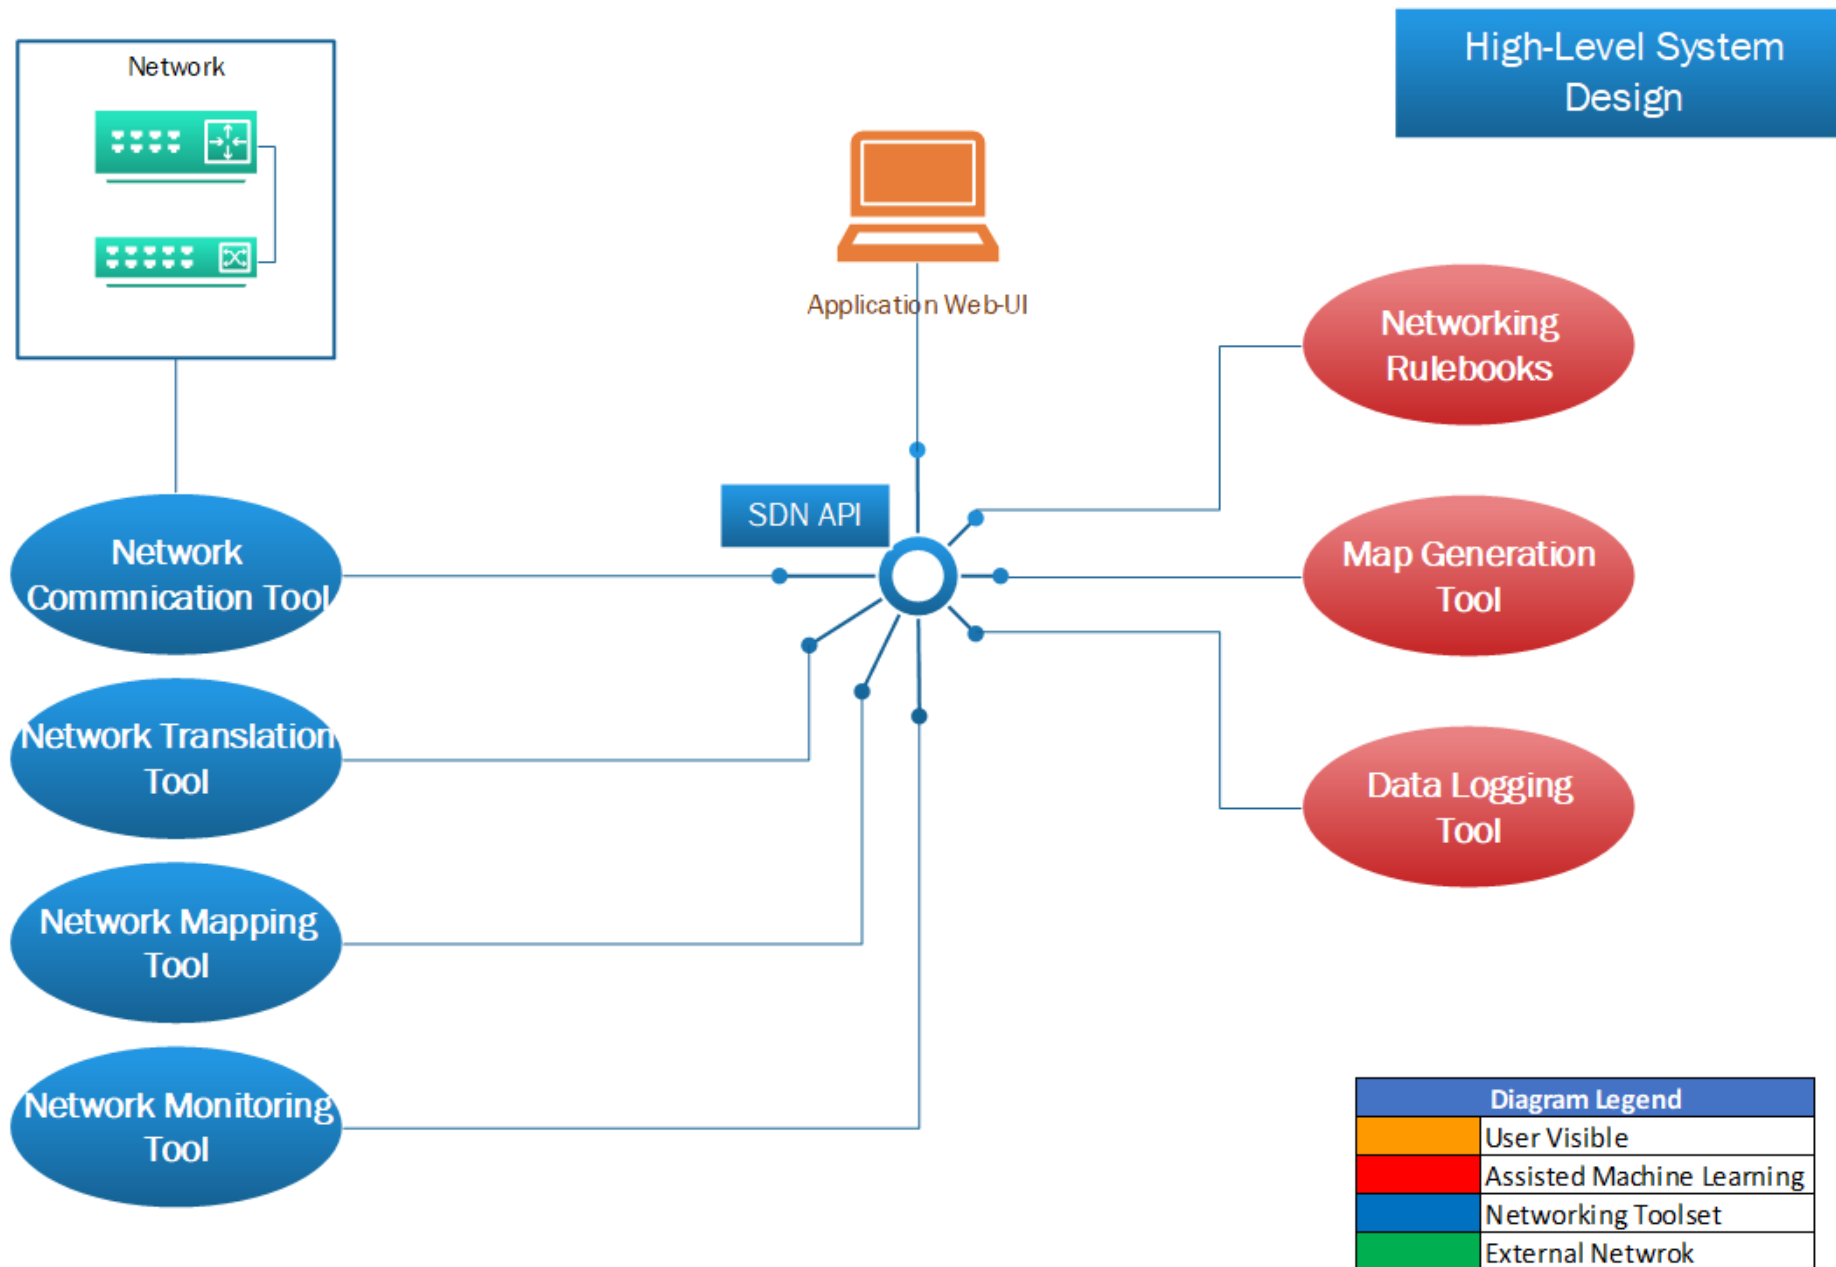 Network
High-Level System
Design
Application Web-UI
Networking
Rulebooks
SDN API
Network
Commnication Tool
Map Generation
Tool
Network Translation
Tool
Data Logging
Tool
Network Mapping
Tool
Network Monitoring
Tool
Diagram Legend
User Visible
Assisted Machine Learning
Networking Toolset
External Netwrok